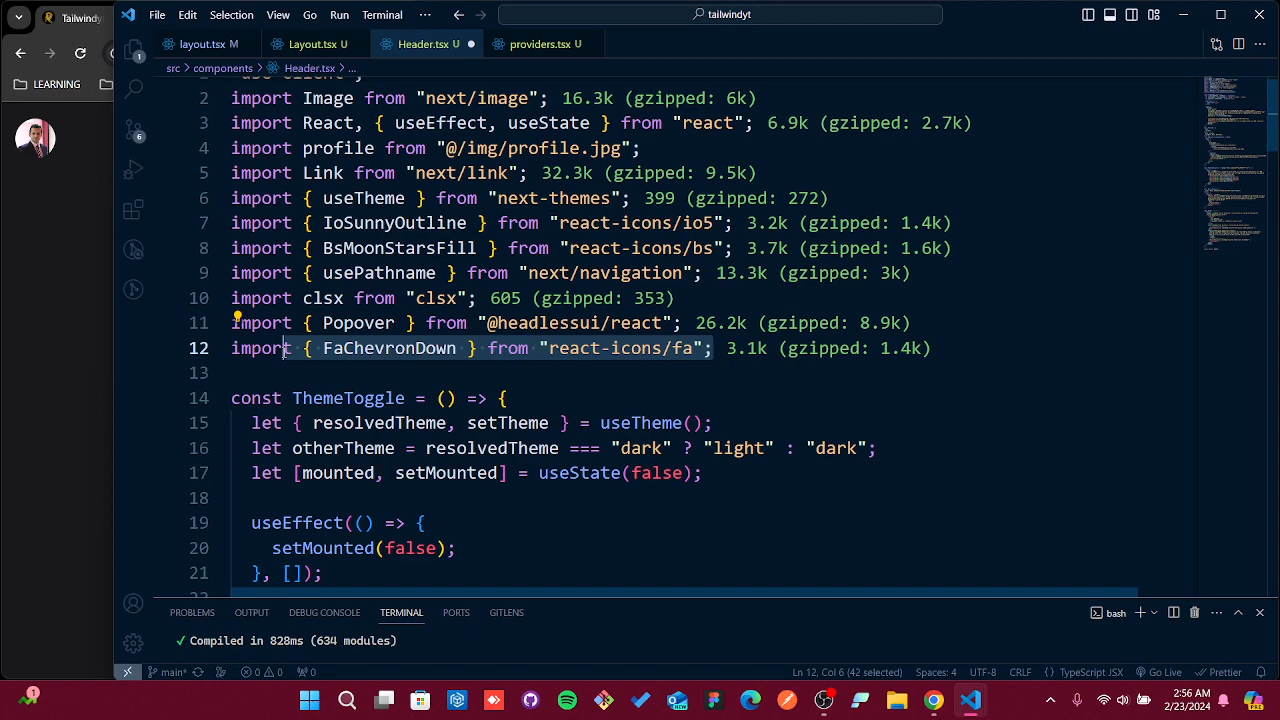 File Edit Selection View Go Run Terminal ··· tailwindyt
Tailwind
LEARNING
layout.tsx M Layout.tsx U Header.tsx U providers.tsx U
src > components > Header.tsx > ...
1
2 import Image from "next/image"; 16.3k (gzipped: 6k)
3 import React, { useEffect, useState } from "react"; 6.9k (gzipped: 2.7k)
4 import profile from "@/img/profile.jpg";
5 import Link from "next/link"; 32.3k (gzipped: 9.5k)
6 import { useTheme } from "next-themes"; 399 (gzipped: 272)
7 import { IoSunnyOutline } from "react-icons/io5"; 3.2k (gzipped: 1.4k)
8 import { BsMoonStarsFill } from "react-icons/bs"; 3.7k (gzipped: 1.6k)
9 import { usePathname } from "next/navigation"; 13.3k (gzipped: 3k)
10 import clsx from "clsx"; 605 (gzipped: 353)
11 import { Popover } from "@headlessui/react"; 26.2k (gzipped: 8.9k)
12 import { FaChevronDown } from "react-icons/fa"; 3.1k (gzipped: 1.4k)
13
14 const ThemeToggle = () => {
15 let { resolvedTheme, setTheme } = useTheme();
16 let otherTheme = resolvedTheme === "dark" ? "light" : "dark";
17 let [mounted, setMounted] = useState(false);
18
19 useEffect(() => {
20 setMounted(false);
21 }, []);
PROBLEMS OUTPUT DEBUG CONSOLE TERMINAL PORTS GITLENS bash
✓ Compiled in 828ms (634 modules)
main* 0 0 0 Ln 12, Col 6 (42 selected) Spaces: 4 UTF-8 CRLF {} TypeScript JSX Go Live Prettier
2:56 AM
2/23/2024